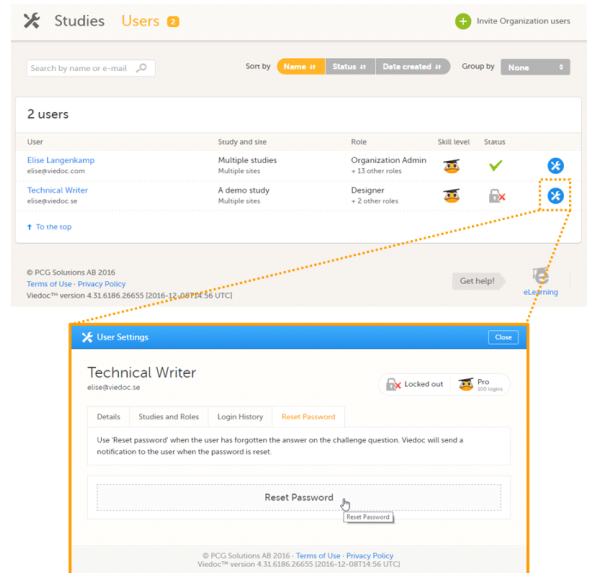 Studies Users 2
Invite Organization users
Search by name or e-mail
Sort by Name Status Date created Group by None
2 users
User Study and site Role Skill level Status
Elise Langenkamp Multiple studies Organization Admin
elise@viedoc.com Multiple sites + 13 other roles
Technical Writer A demo study Designer
elise@viedoc.se Multiple sites + 2 other roles
To the top
© PCG Solutions AB 2016
Terms of Use - Privacy Policy
Viedoc™ version 4.31.6186.26655 [2016-12-08T14:56 UTC]
Get help!
eLearning
User Settings Close
Technical Writer
elise@viedoc.se
Locked out Pro
100 logins
Details Studies and Roles Login History Reset Password
Use 'Reset password' when the user has forgotten the answer on the challenge question. Viedoc will send a
notification to the user when the password is reset.
Reset Password
Reset Password
© PCG Solutions AB 2016 - Terms of Use - Privacy Policy
Viedoc™ version 4.31.6186.26655 [2016-12-08T14:56 UTC]